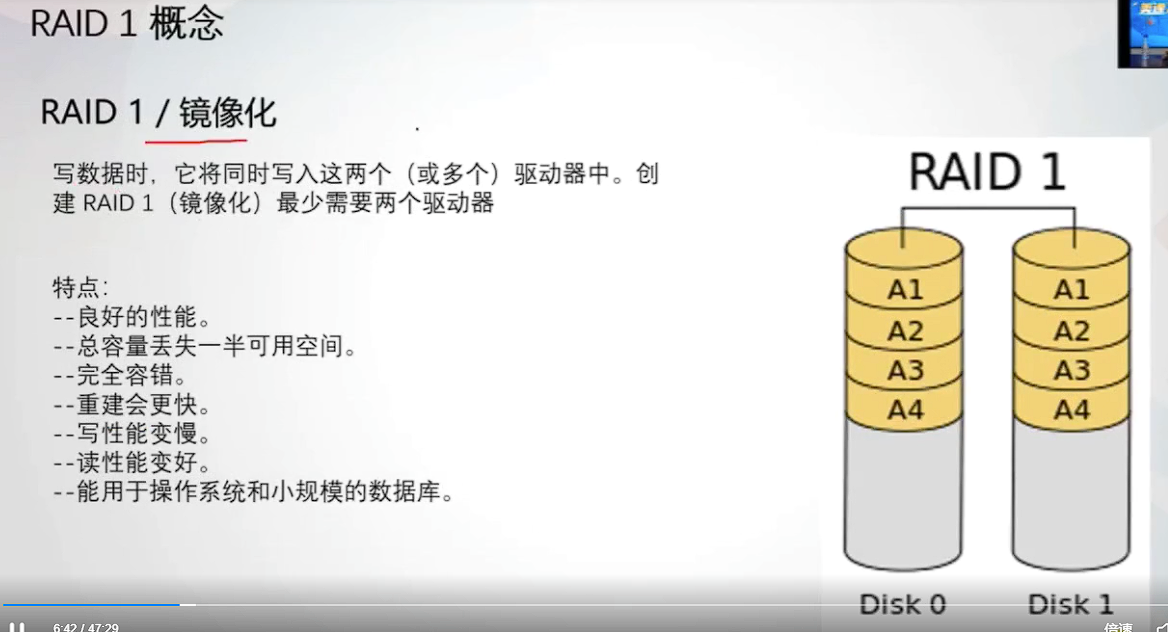 RAID 1 概念
RAID 1 / 镜像化
写数据时，它将同时写入这两个（或多个）驱动器中。创
建 RAID 1（镜像化）最少需要两个驱动器
特点：
--良好的性能。
--总容量丢失一半可用空间。
--完全容错。
--重建会更快。
--写性能变慢。
--读性能变好。
--能用于操作系统和小规模的数据库。
RAID 1
A1 A1
A2 A2
A3 A3
A4 A4
Disk 0 Disk 1
6:42 / 47:29
倍速